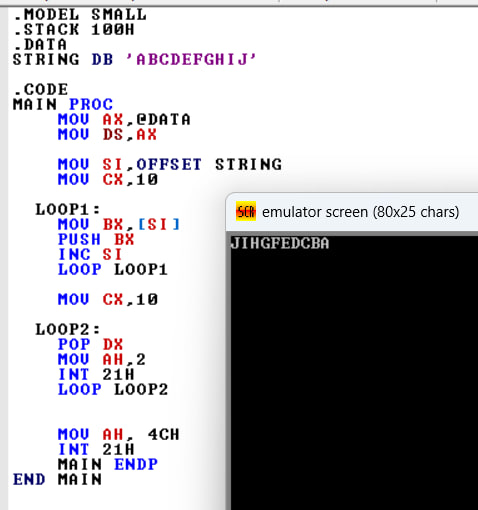 .MODEL SMALL
.STACK 100H
.DATA
STRING DB 'ABCDEFGHIJ'
.CODE
MAIN PROC
MOV AX,@DATA
MOV DS,AX
MOV SI,OFFSET STRING
MOV CX,10
LOOP1:
MOV BX,[SI]
PUSH BX
INC SI
LOOP LOOP1
MOV CX,10
LOOP2:
POP DX
MOV AH,2
INT 21H
LOOP LOOP2
MOV AH, 4CH
INT 21H
MAIN ENDP
END MAIN
SCR emulator screen (80x25 chars)
JIHGFEDCBA